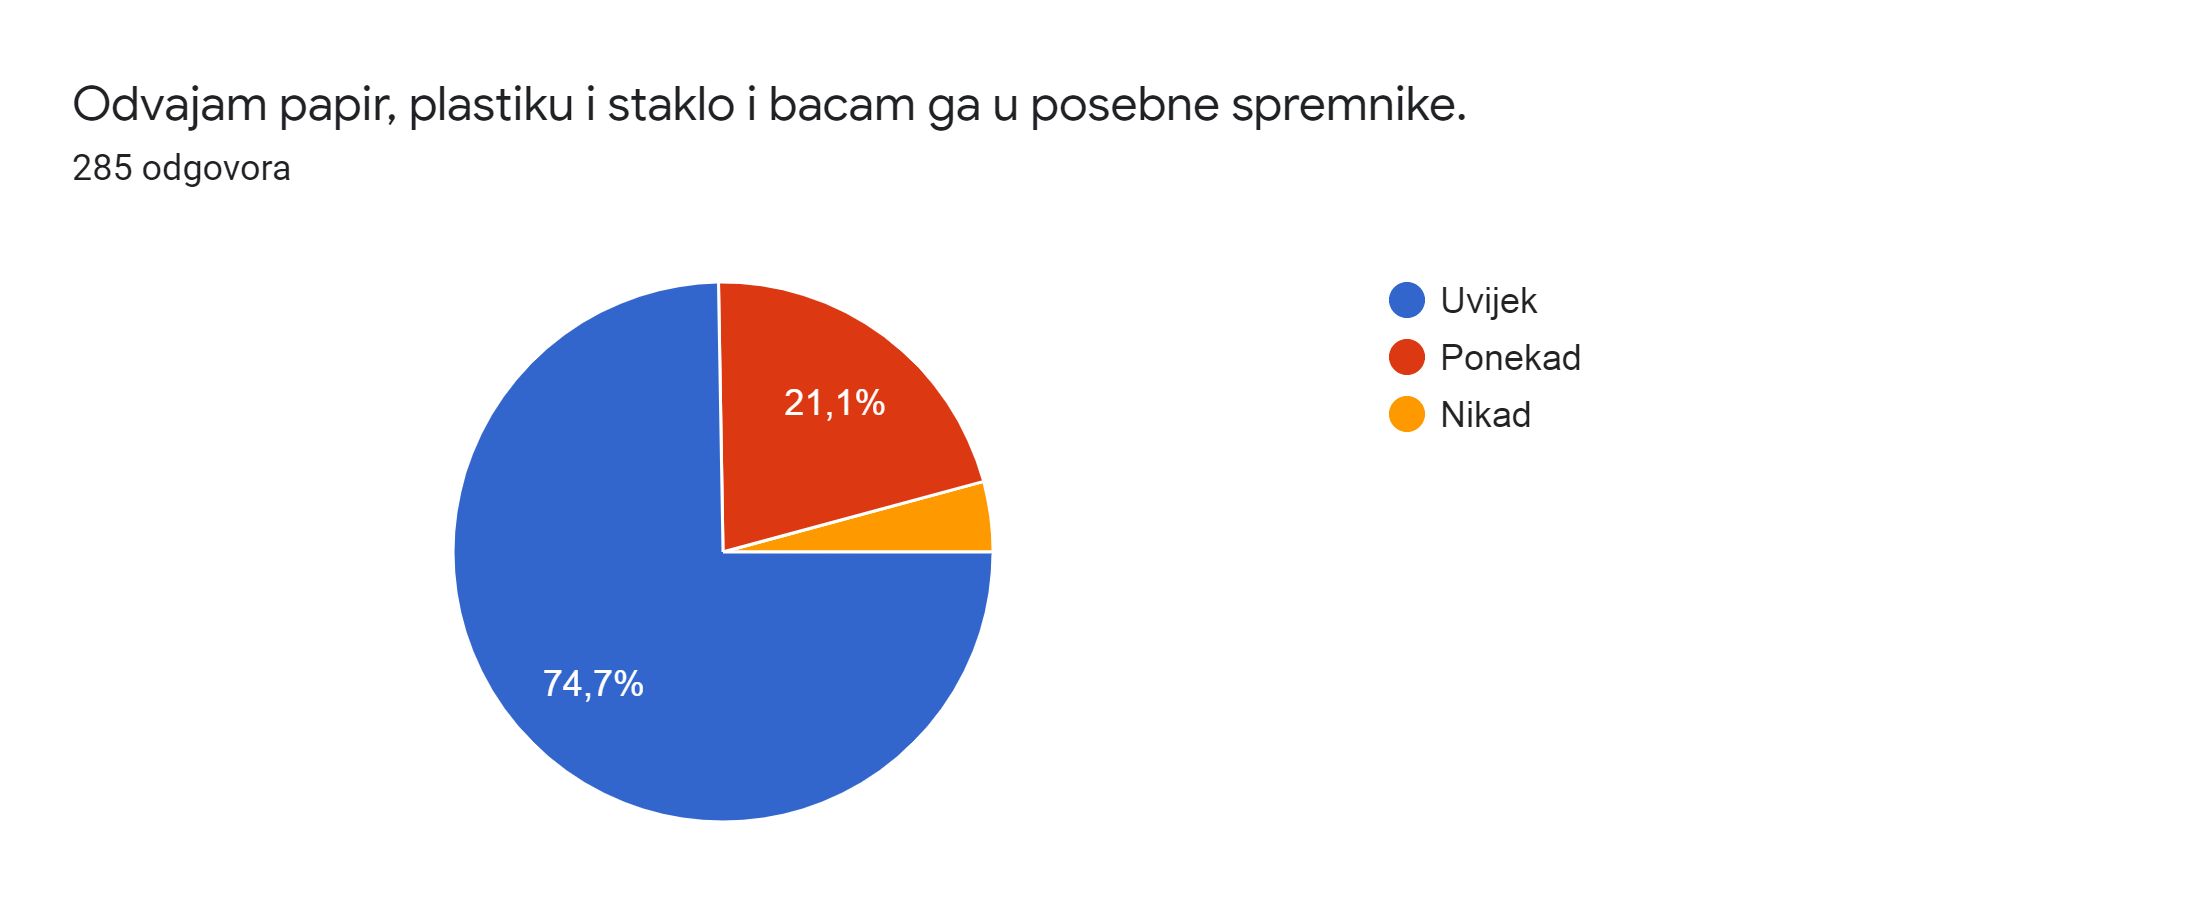 Odvajam papir, plastiku i staklo i bacam ga u posebne spremnike.
285 odgovora
Uvijek
Ponekad
Nikad
21,1%
74,7%